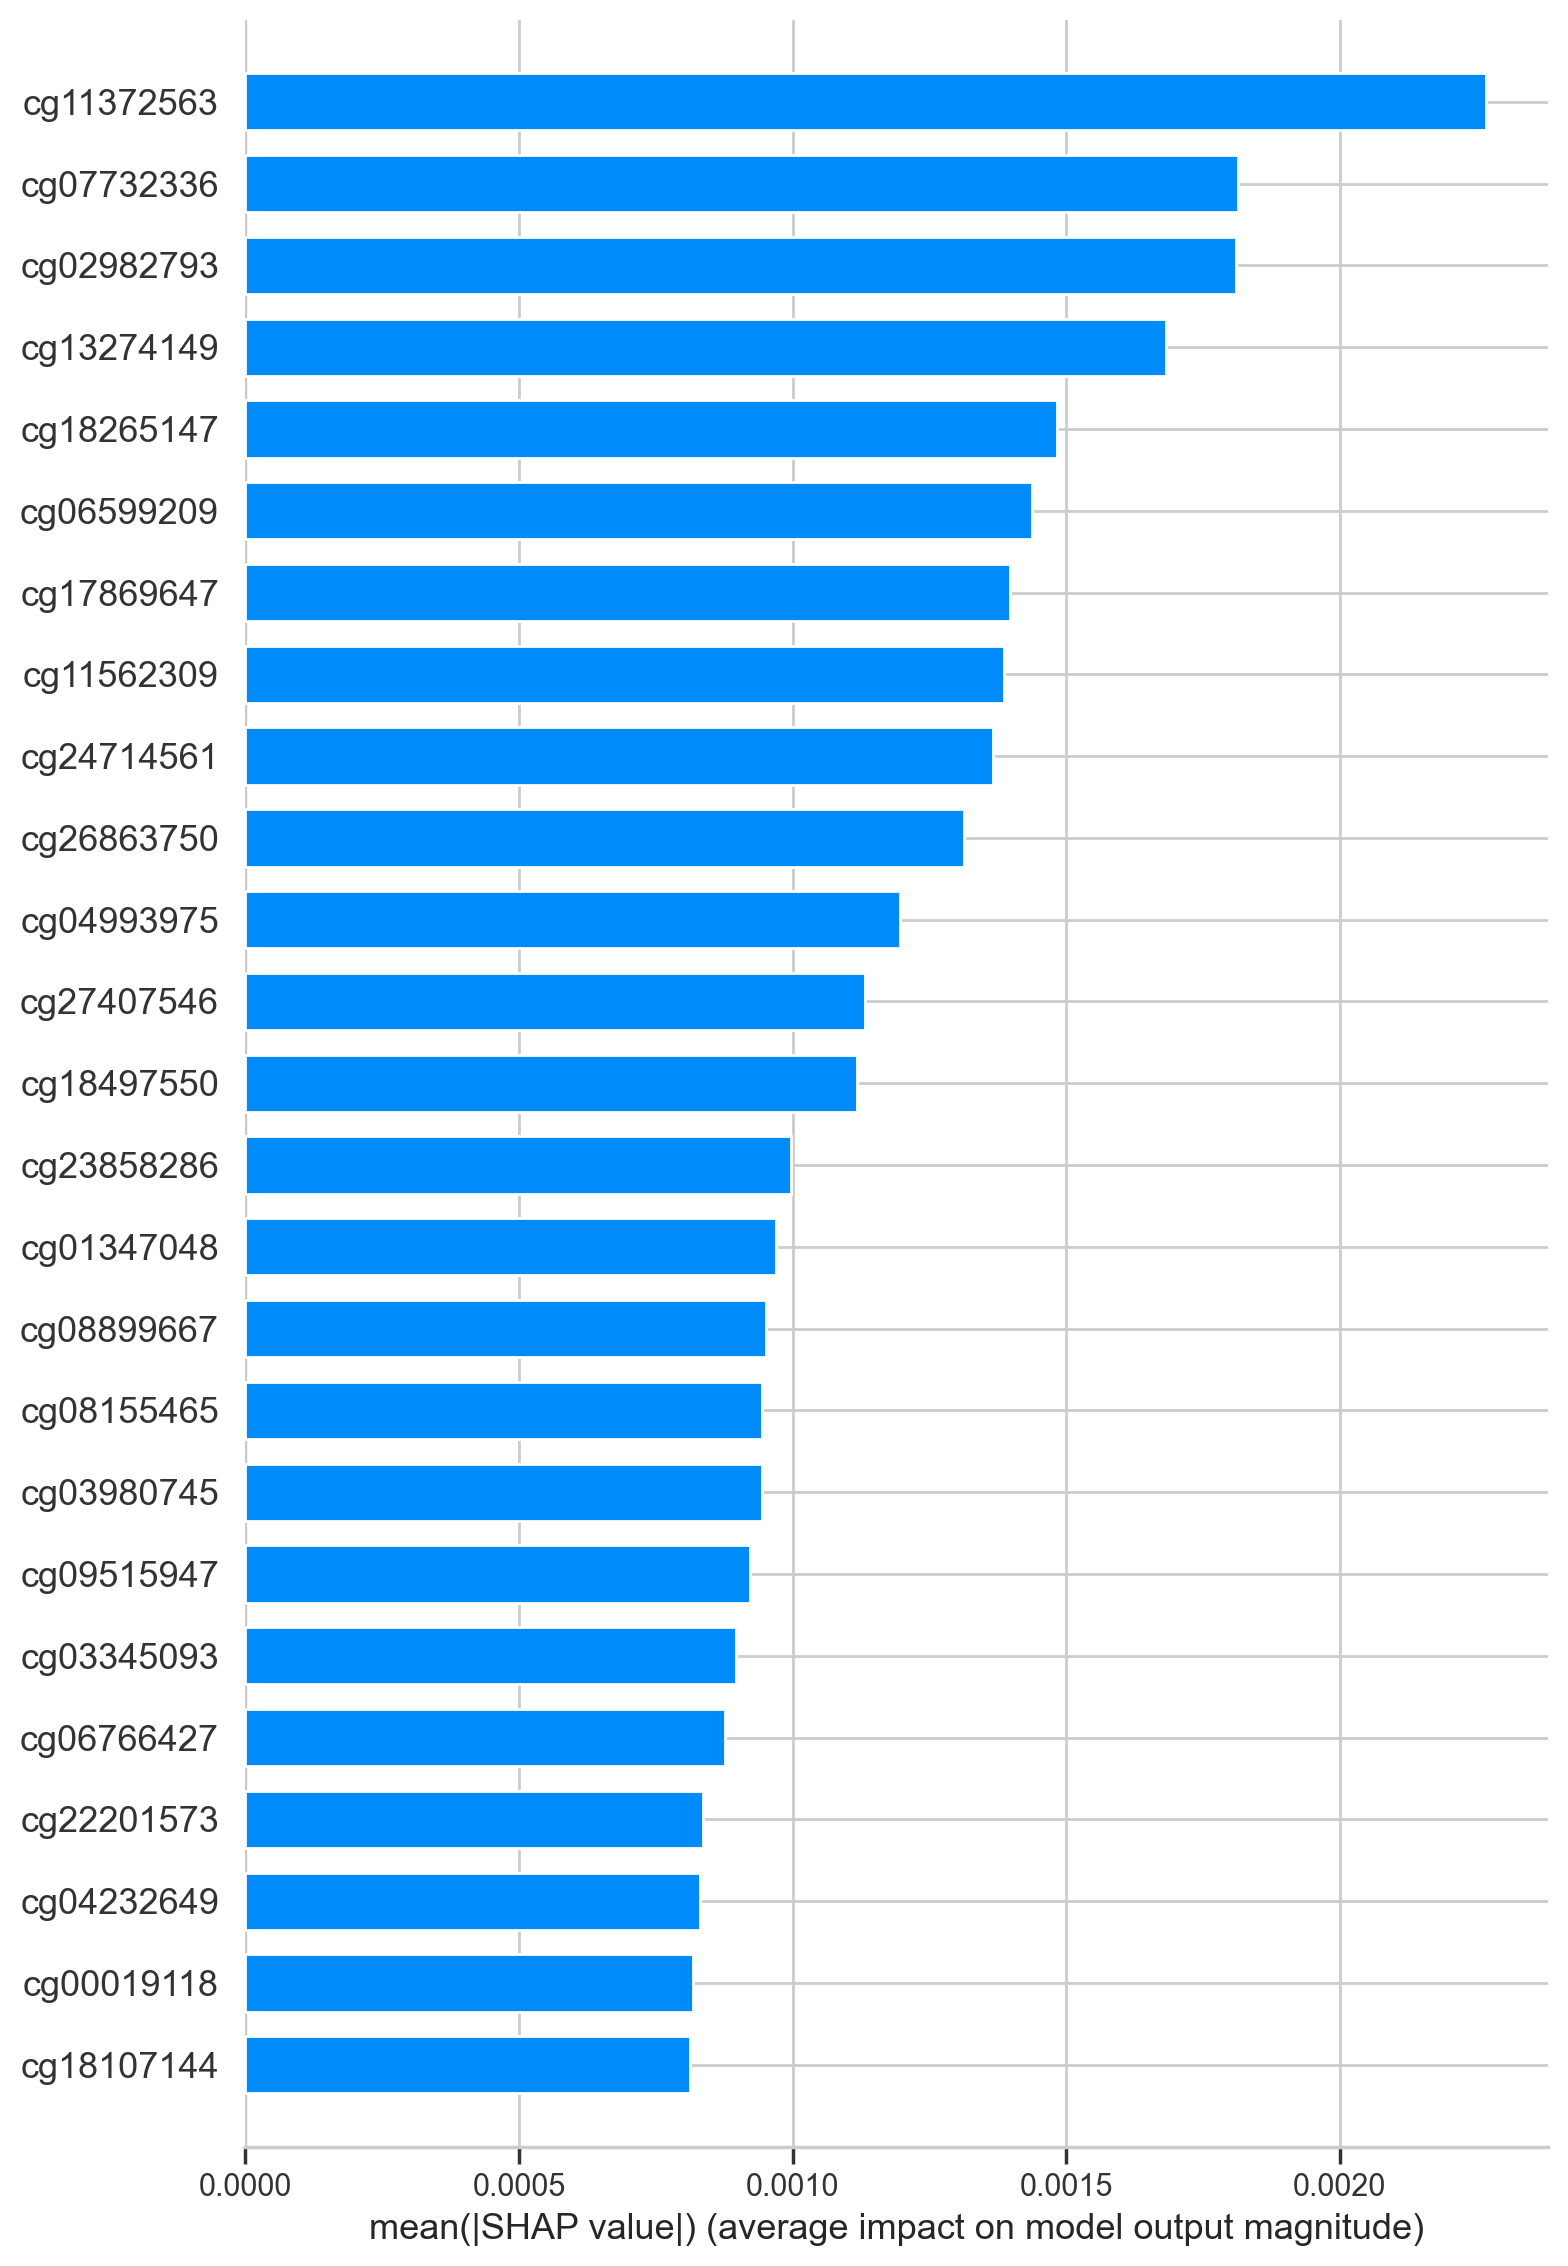 cg11372563
cg07732336
cg02982793
cg13274149
cg18265147
cg06599209
cg17869647
cg11562309
cg24714561
cg26863750
cg04993975
cg27407546
cg18497550
cg23858286
cg01347048
cg08899667
cg08155465
cg03980745
cg09515947
cg03345093
cg06766427
cg22201573
cg04232649
cg00019118
cg18107144
0.0000 0.0005 0.0010 0.0015 0.0020
mean(|SHAP value|) (average impact on model output magnitude)